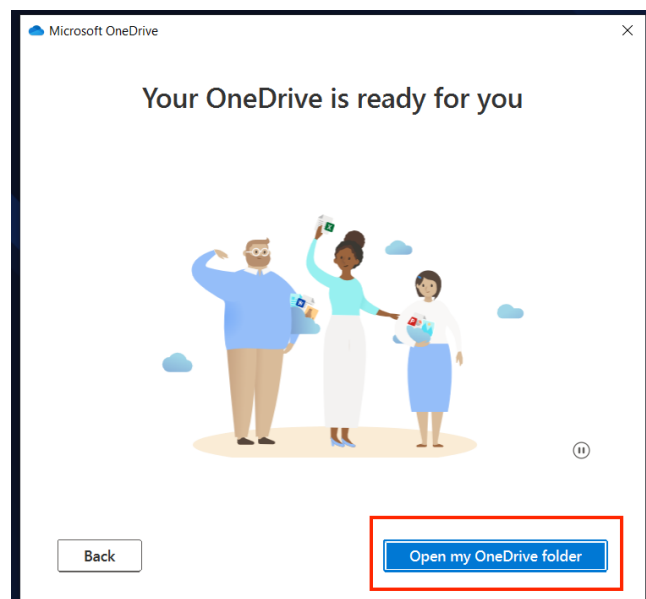 Microsoft OneDrive
Your OneDrive is ready for you
X
N
P
Back
Open my OneDrive folder